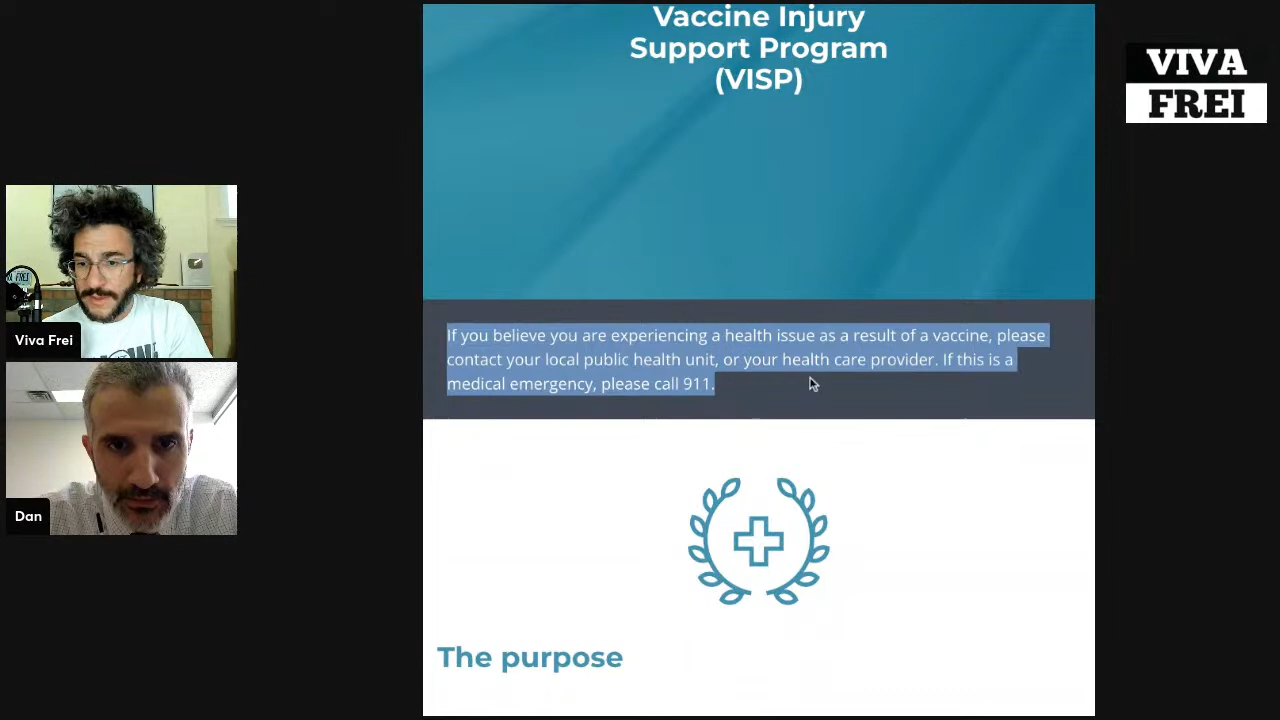 Vaccine Injury
Support Program
(VISP)
VIVA
FREI
If you believe you are experiencing a health issue as a result of a vaccine, please
contact your local public health unit, or your health care provider. If this is a
medical emergency, please call 911.
Viva Frei
Dan
The purpose